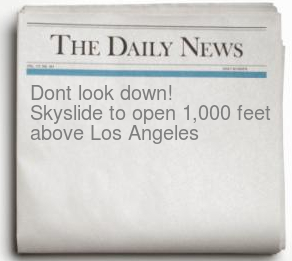 THE DAILY NEWS
Dont look down!
Skyslide to open 1,000 feet
above Los Angeles